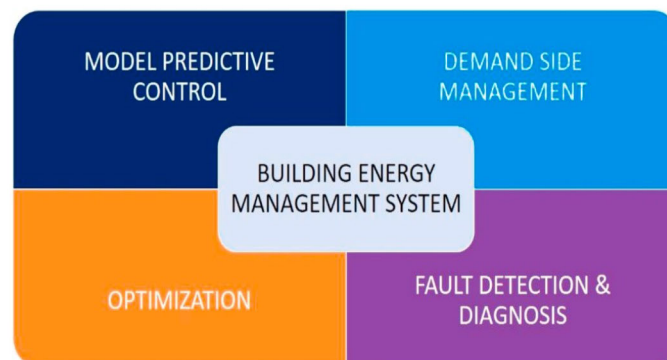 MODEL PREDICTIVE
CONTROL
DEMAND SIDE
MANAGEMENT
BUILDING ENERGY
MANAGEMENT SYSTEM
OPTIMIZATION
FAULT DETECTION &
DIAGNOSIS